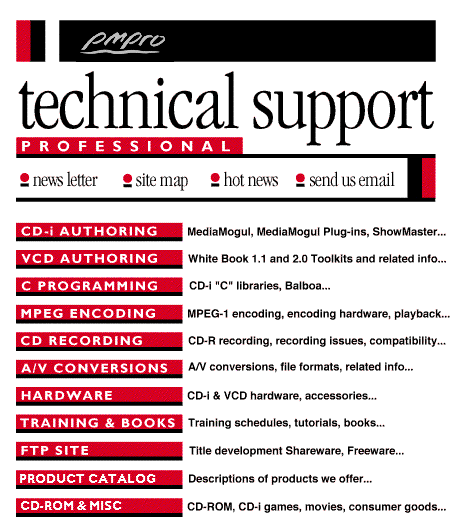 pmpro
technical support
PROFESSIONAL
news letter site map hot news send us email
CD-i AUTHORING MediaMogul, MediaMogul Plug-ins, ShowMaster...
VCD AUTHORING White Book 1.1 and 2.0 Toolkits and related info...
C PROGRAMMING CD-i "C" libraries, Balboa...
MPEG ENCODING MPEG-1 encoding, encoding hardware, playback...
CD RECORDING CD-R recording, recording issues, compatibility...
A/V CONVERSIONS A/V conversions, file formats, related info...
HARDWARE CD-i & VCD hardware, accessories...
TRAINING & BOOKS Training schedules, tutorials, books...
FTP SITE Title development Shareware, Freeware...
PRODUCT CATALOG Descriptions of products we offer...
CD-ROM & MISC CD-ROM, CD-i games, movies, consumer goods...